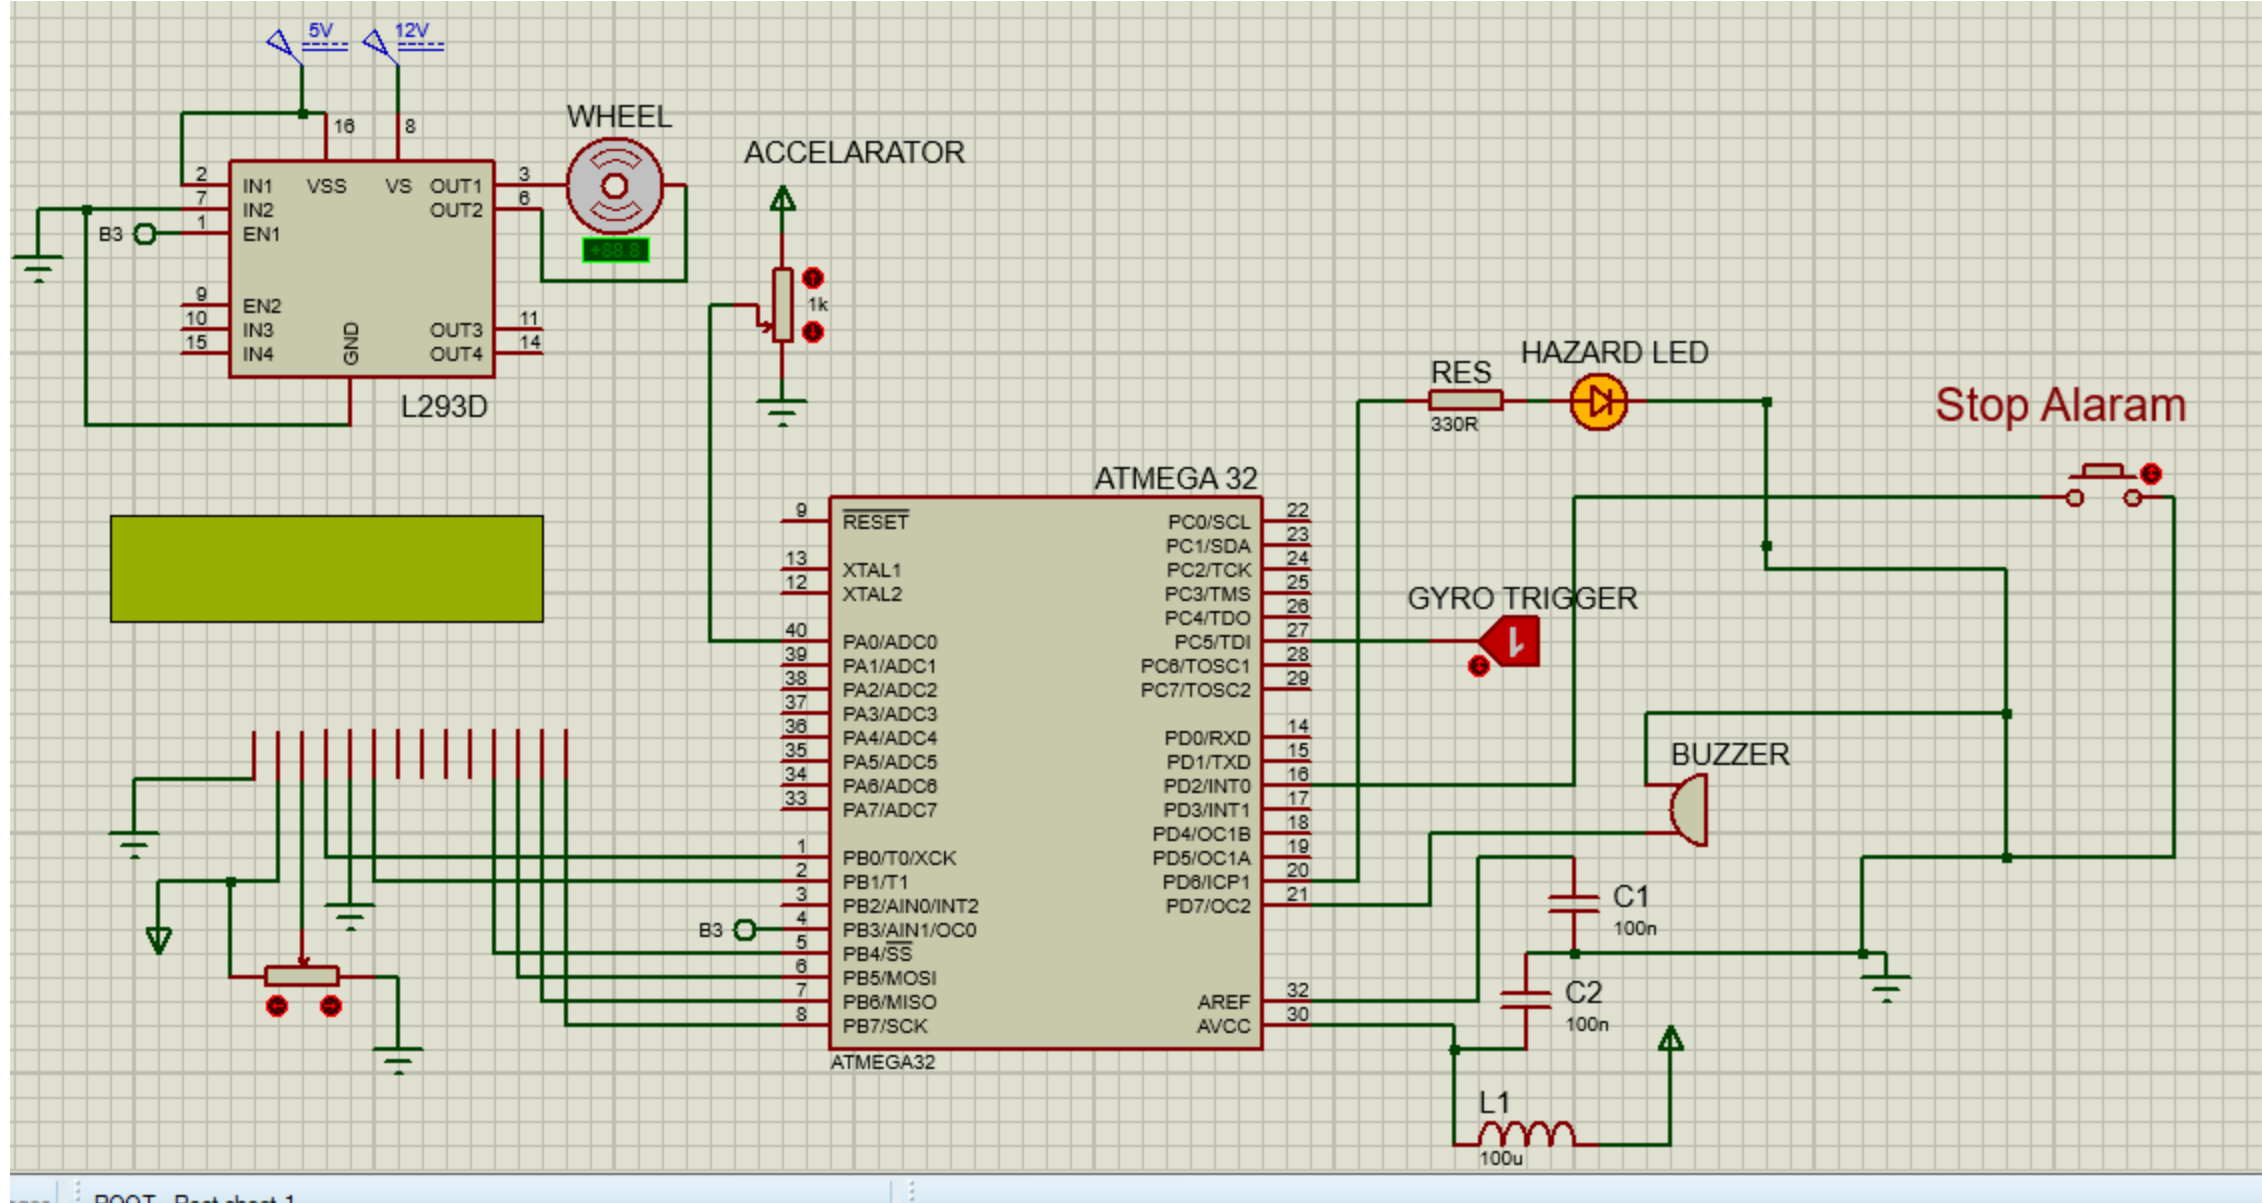 5V
12V
WHEEL
ACCELARATOR
16
8
2
IN1
VSS
VS
OUT1
3
7
IN2
OUT2
6
B3
1
EN1
+88.8
9
EN2
10
IN3
OUT3
11
15
IN4
GND
OUT4
14
L293D
1k
HAZARD LED
RES
330R
Stop Alaram
ATMEGA 32
9
RESET
PC0/SCL
22
PC1/SDA
23
13
XTAL1
PC2/TCK
24
12
XTAL2
PC3/TMS
25
PC4/TDO
26
40
PA0/ADC0
PC5/TDI
27
39
PA1/ADC1
PC6/TOSC1
28
38
PA2/ADC2
PC7/TOSC2
29
37
PA3/ADC3
36
PA4/ADC4
PD0/RXD
14
35
PA5/ADC5
PD1/TXD
15
34
PA6/ADC6
PD2/INT0
16
33
PA7/ADC7
PD3/INT1
17
PD4/OC1B
18
1
PB0/T0/XCK
PD5/OC1A
19
2
PB1/T1
PD6/ICP1
20
3
PB2/AIN0/INT2
PD7/OC2
21
B3
4
PB3/AIN1/OC0
5
PB4/SS
6
PB5/MOSI
7
PB6/MISO
AREF
32
8
PB7/SCK
AVCC
30
ATMEGA32
GYRO TRIGGER
1
BUZZER
C1
100n
C2
100n
L1
100u
ROOT - Root sheet 1